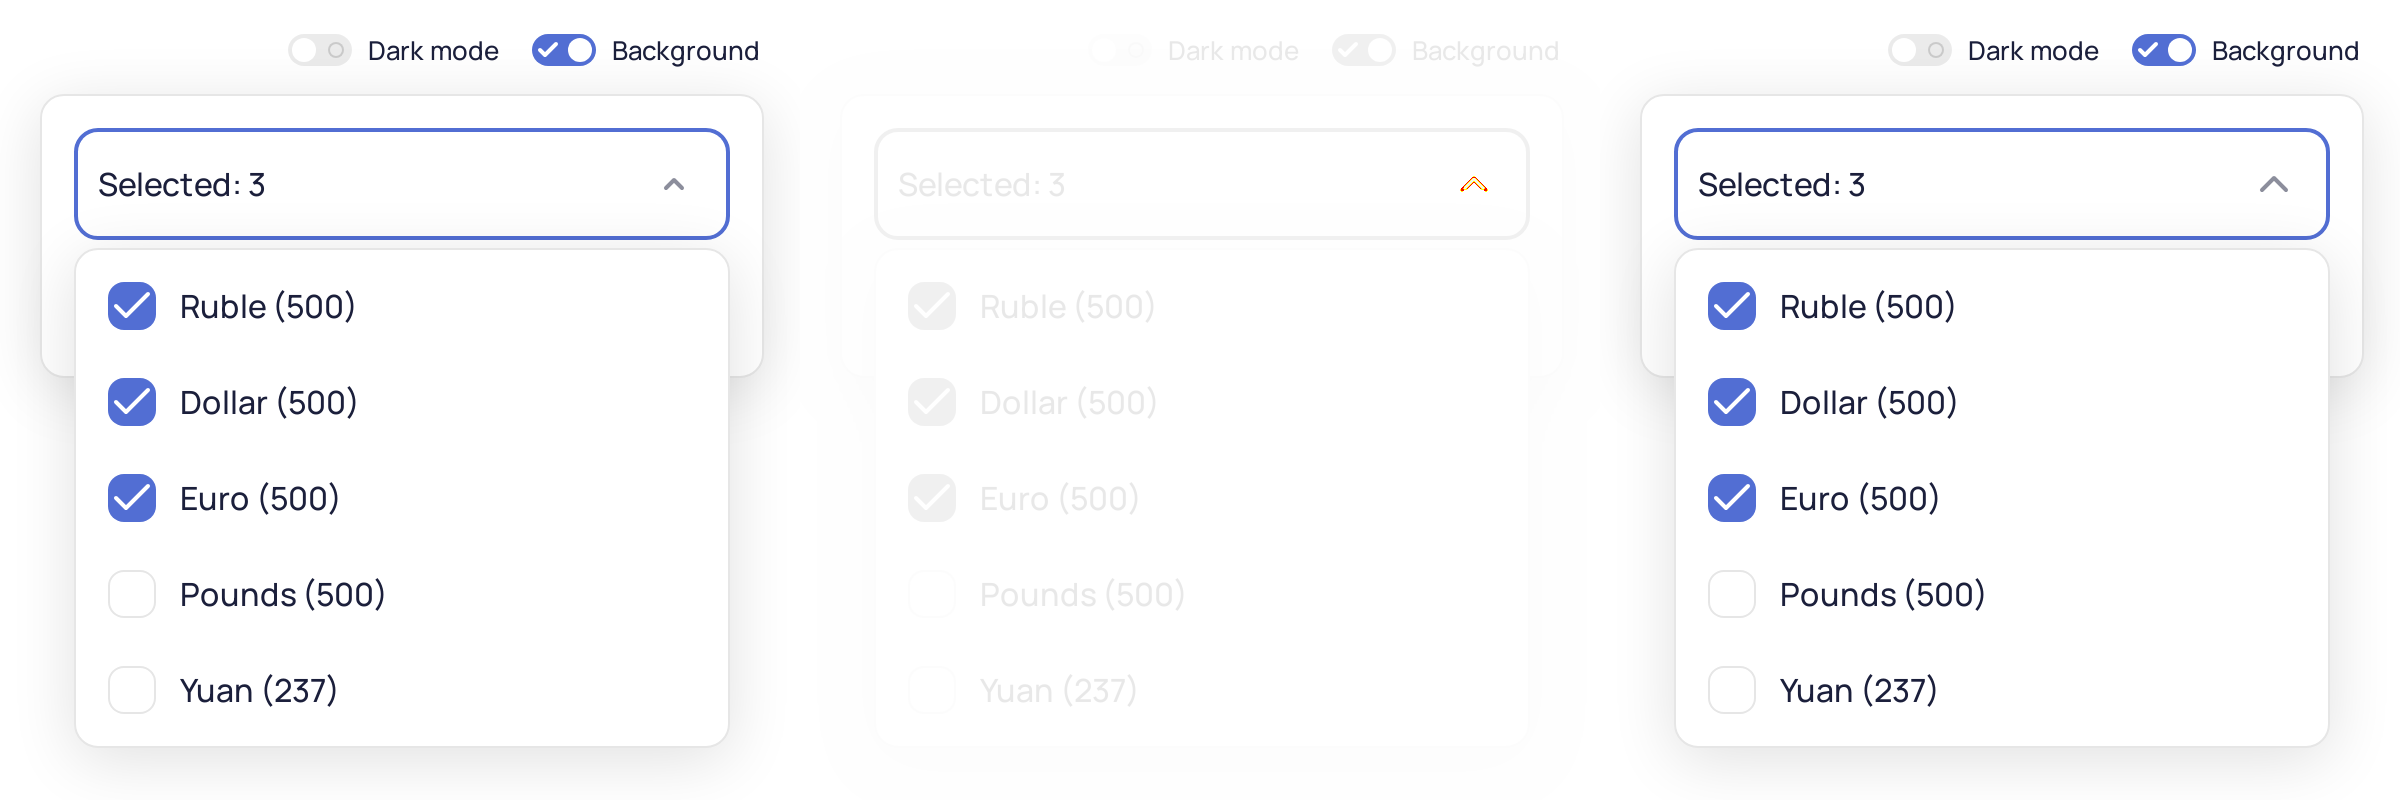 Dark mode Background
Selected: 3
Ruble (500)
Dollar (500)
Euro (500)
Pounds (500)
Yuan (237)
Dark mode Background
Selected: 3
Ruble (500)
Dollar (500)
Euro (500)
Pounds (500)
Yuan (237)
Dark mode Background
Selected: 3
Ruble (500)
Dollar (500)
Euro (500)
Pounds (500)
Yuan (237)